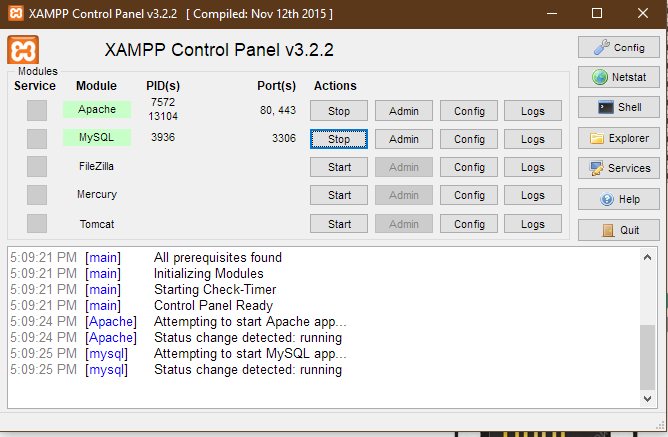 XAMPP Control Panel v3.2.2 [ Compiled: Nov 12th 2015 ]
XAMPP Control Panel v3.2.2
Config
Modules
Service Module PID(s) Port(s) Actions
Netstat
Apache 7572 13104 80, 443 Stop Admin Config Logs
Shell
MySQL 3936 3306 Stop Admin Config Logs
Explorer
FileZilla Start Admin Config Logs
Services
Mercury Start Admin Config Logs
Help
Tomcat Start Admin Config Logs
Quit
5:09:21 PM [main] All prerequisites found
5:09:21 PM [main] Initializing Modules
5:09:21 PM [main] Starting Check-Timer
5:09:21 PM [main] Control Panel Ready
5:09:24 PM [Apache] Attempting to start Apache app...
5:09:24 PM [Apache] Status change detected: running
5:09:25 PM [mysql] Attempting to start MySQL app...
5:09:25 PM [mysql] Status change detected: running